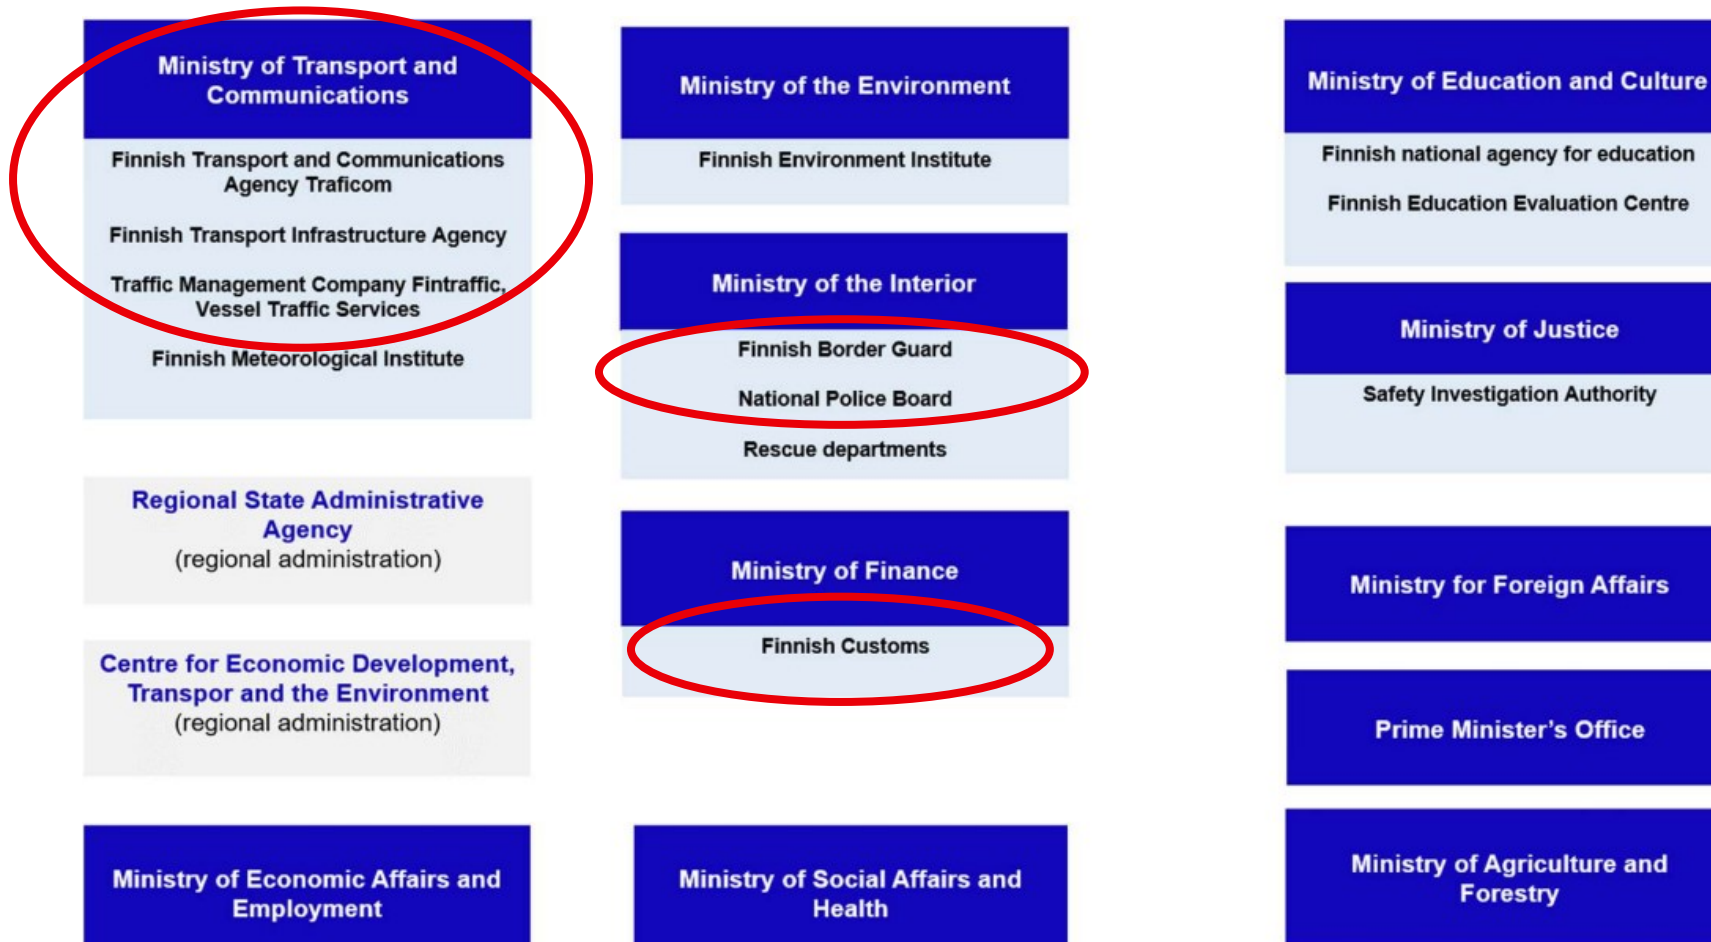 Ministry of Transport and
Communications
Finnish Transport and Communications
Agency Traficom
Finnish Transport Infrastructure Agency
Traffic Management Company Fintraffic,
Vessel Traffic Services
Finnish Meteorological Institute
Regional State Administrative
Agency
(regional administration)
Centre for Economic Development,
Transpor and the Environment
(regional administration)
Ministry of Economic Affairs and
Employment
Ministry of the Environment
Finnish Environment Institute
Ministry of the Interior
Finnish Border Guard
National Police Board
Rescue departments
Ministry of Finance
Finnish Customs
Ministry of Social Affairs and
Health
Ministry of Education and Culture
Finnish national agency for education
Finnish Education Evaluation Centre
Ministry of Justice
Safety Investigation Authority
Ministry for Foreign Affairs
Prime Minister's Office
Ministry of Agriculture and
Forestry